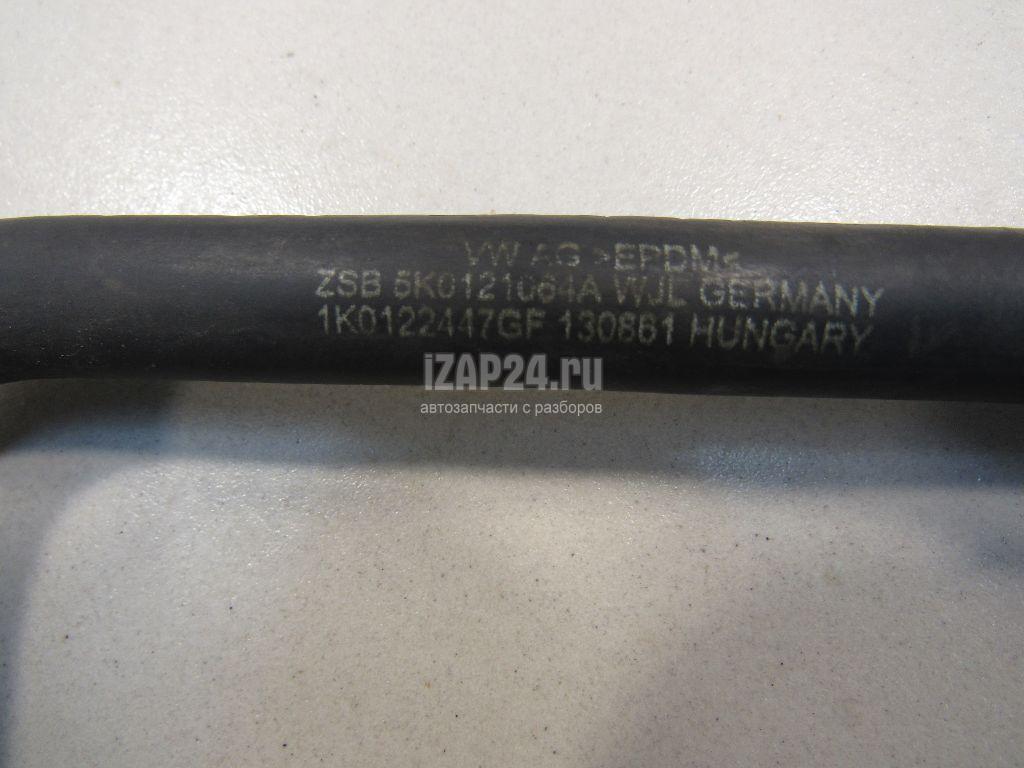 VW AG >EPDM<
ZSB 5K0121064A WJL GERMANY
1K0122447GF 130861 HUNGARY
iZAP24.ru
автозапчасти с разборов